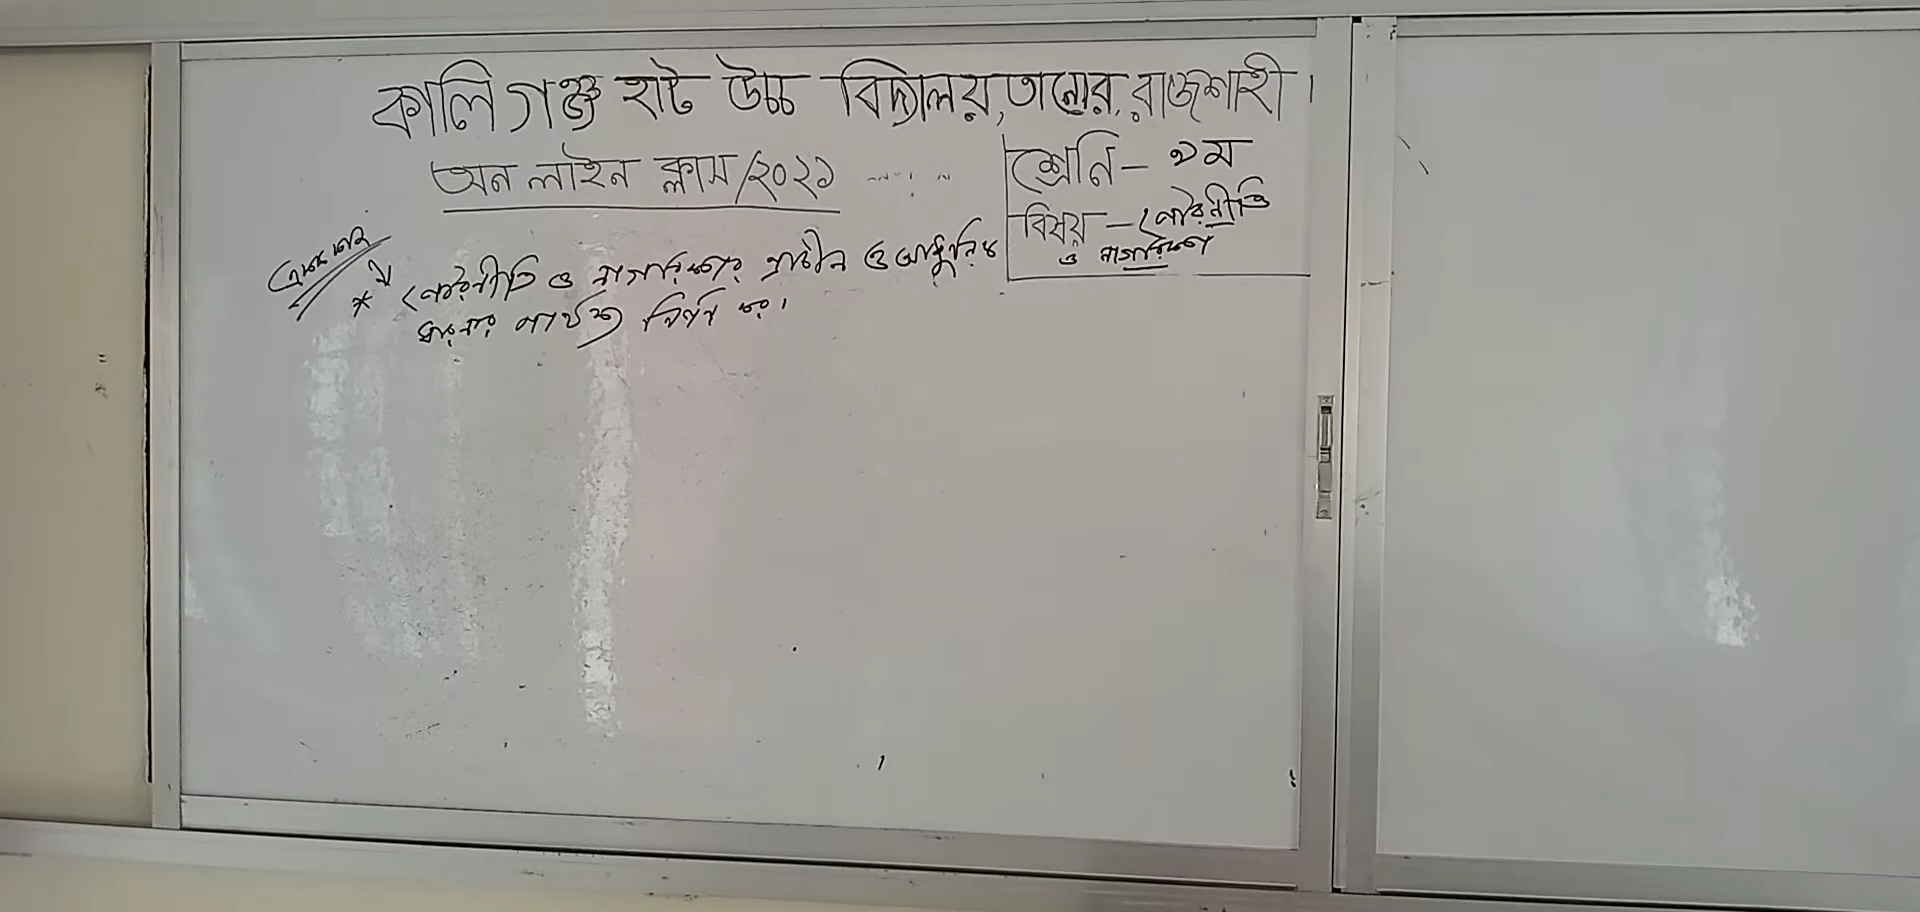 কালিগঞ্জ হাট উচ্চ বিদ্যালয়, তানোর, রাজশাহী।
অন লাইন ক্লাস/২০২১
শ্রেনি - ৯ম
বিষয় - পৌরনীতি
ও নাগরিকতা
* পৌরনীতি ও নাগরিকতার প্রাচীন ও আধুনিক
ধারনার পার্থক্য নির্ণয় কর।